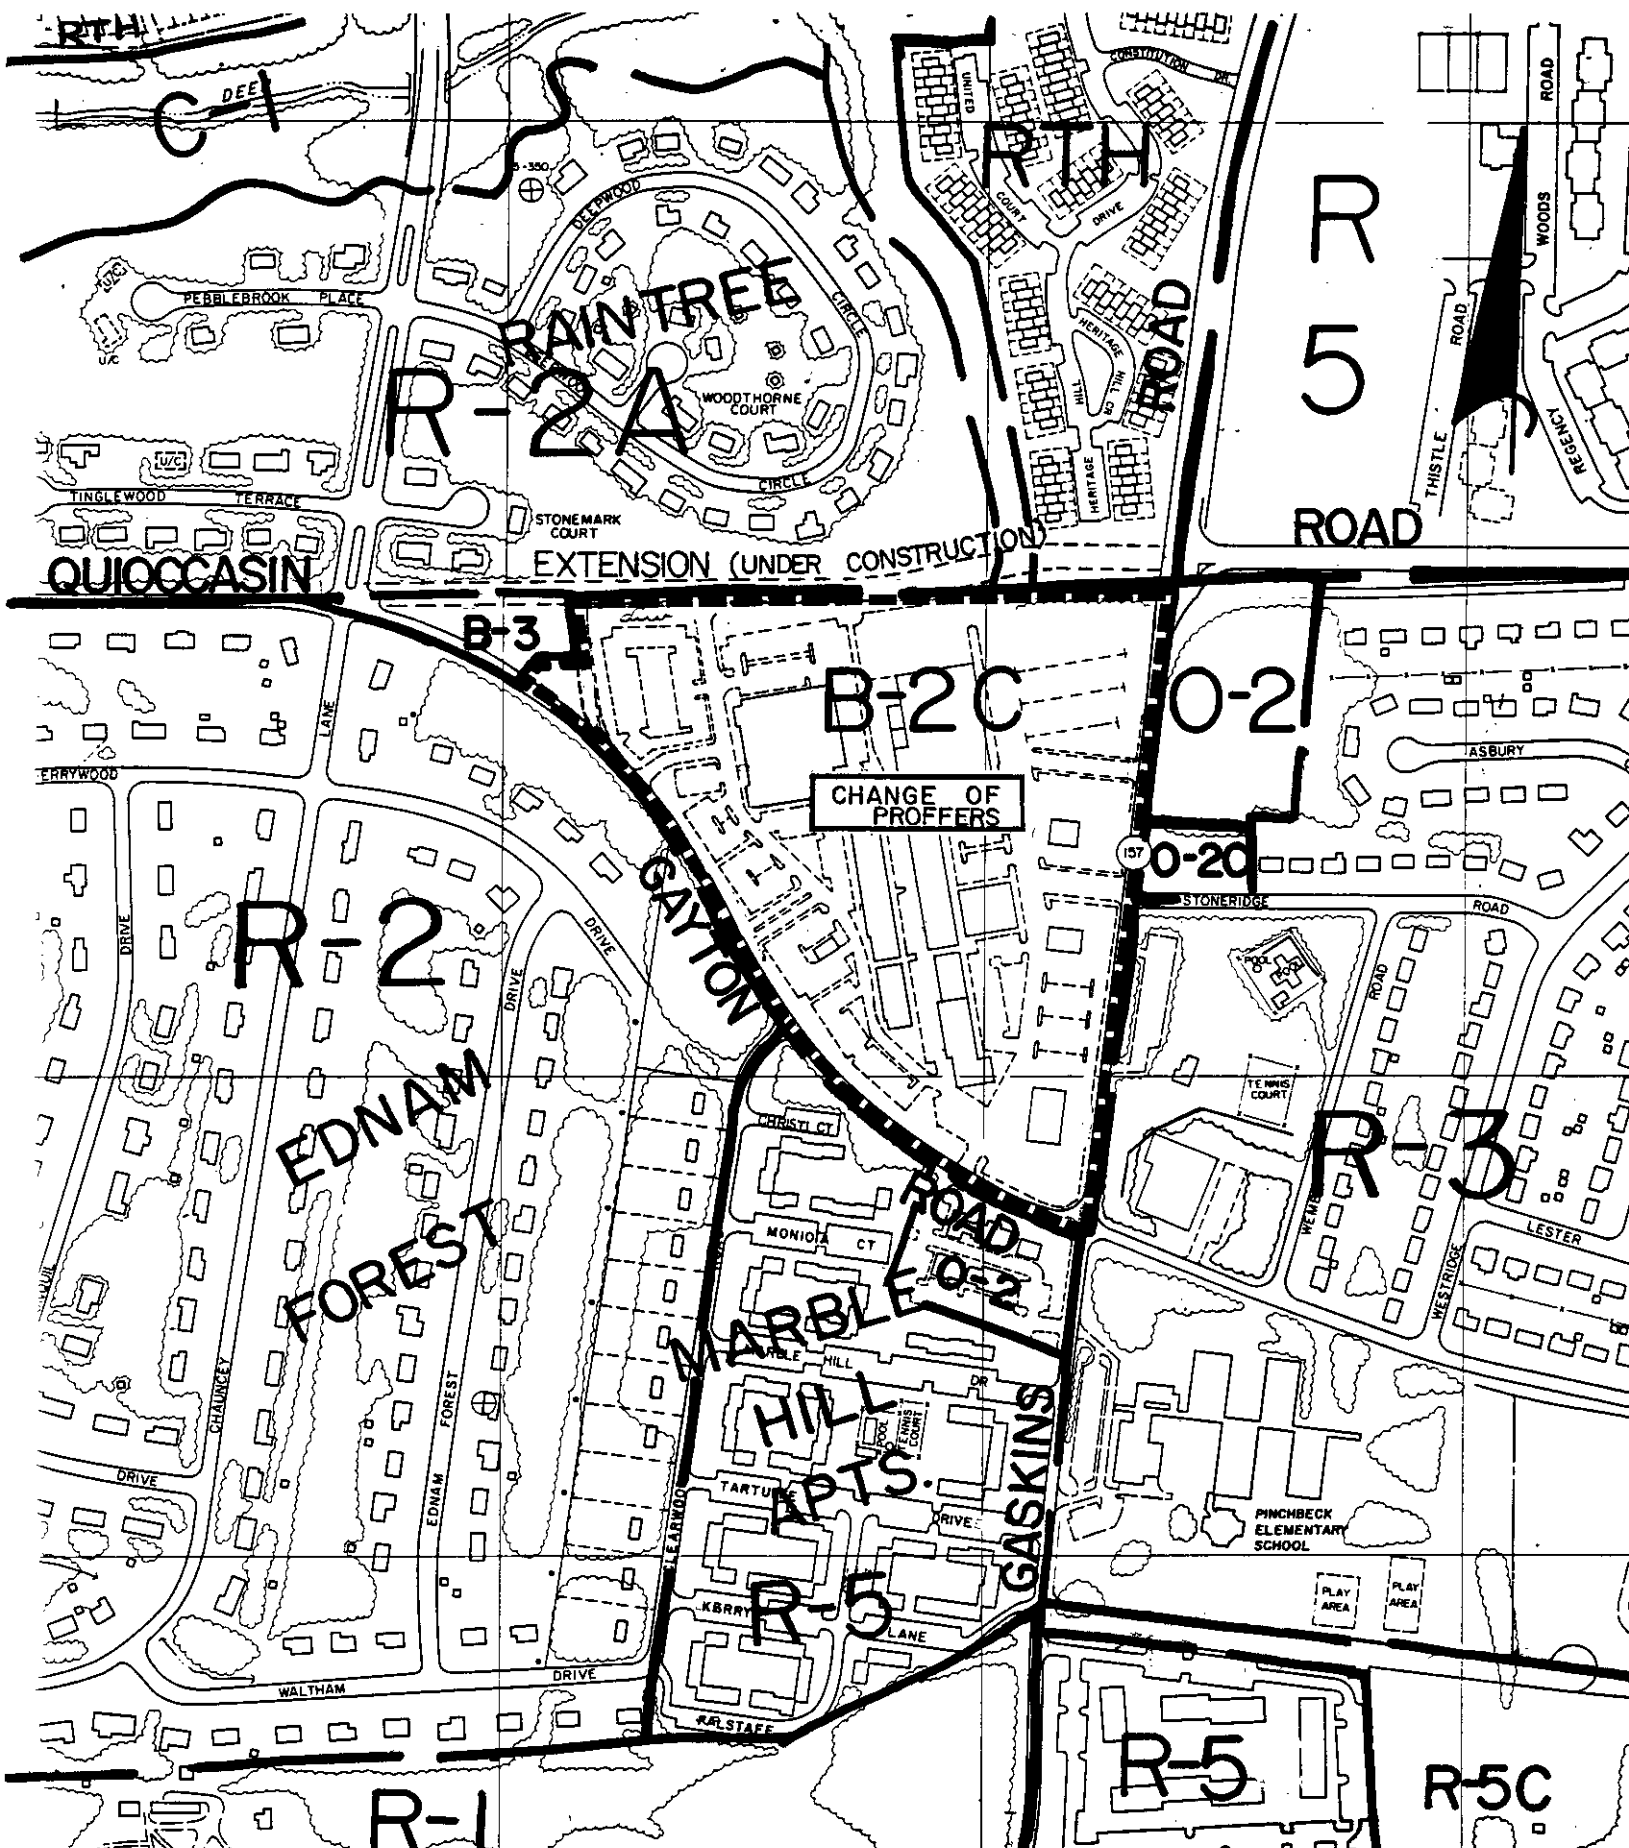 RTH
C-1
DEE
UNITED
CONSTITUTION DR
RTH
COURT
DRIVE
R
5
WOODS
ROAD
DEEPWOOD
CIRCLE
PEBBLEBROOK PLACE
U/C
U/C
RAINTREE
R-2A
WOODTHORNE
COURT
CIRCLE
HERITAGE
HILL CR
HILL
HERITAGE
ROAD
THISTLE
ROAD
REGENCY
U/C
TINGLEWOOD TERRACE
STONEMARK
COURT
QUIOCCASIN
EXTENSION (UNDER CONSTRUCTION)
ROAD
B-3
B-2C
O-2
LANE
ERRYWOOD
ASBURY
CHANGE OF
PROFFERS
157
O-2C
STONERIDGE
ROAD
GAYTON
R-2
DRIVE
DRIVE
DRIVE
POOL
POOL
ROAD
TENNIS
COURT
R-3
EDNAM
FOREST
CHRISTI CT
MONIOIA CT
ROAD
O-2
LESTER
WESTRIDGE
MARBLE
HILL
APTS.
HILL
DR
POOL
TENNIS
COURT
CHAUNCEY
EDNAM
FOREST
DRIVE
GASKINS
DRIVE
PINCHBECK
ELEMENTARY
SCHOOL
PLAY
AREA
PLAY
AREA
R-5
LANE
WALTHAM
DRIVE
R-1
R-5
R-5C